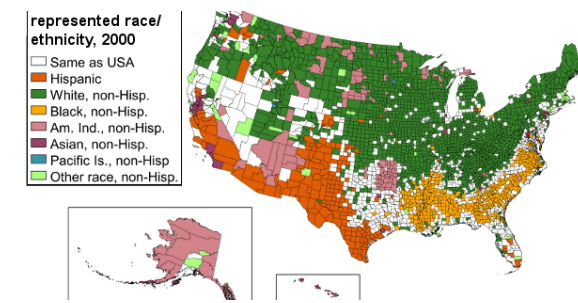 represented race/
ethnicity, 2000
Same as USA
Hispanic
White, non-Hisp.
Black, non-Hisp.
Am. Ind., non-Hisp.
Asian, non-Hisp.
Pacific Is., non-Hisp
Other race, non-Hisp.